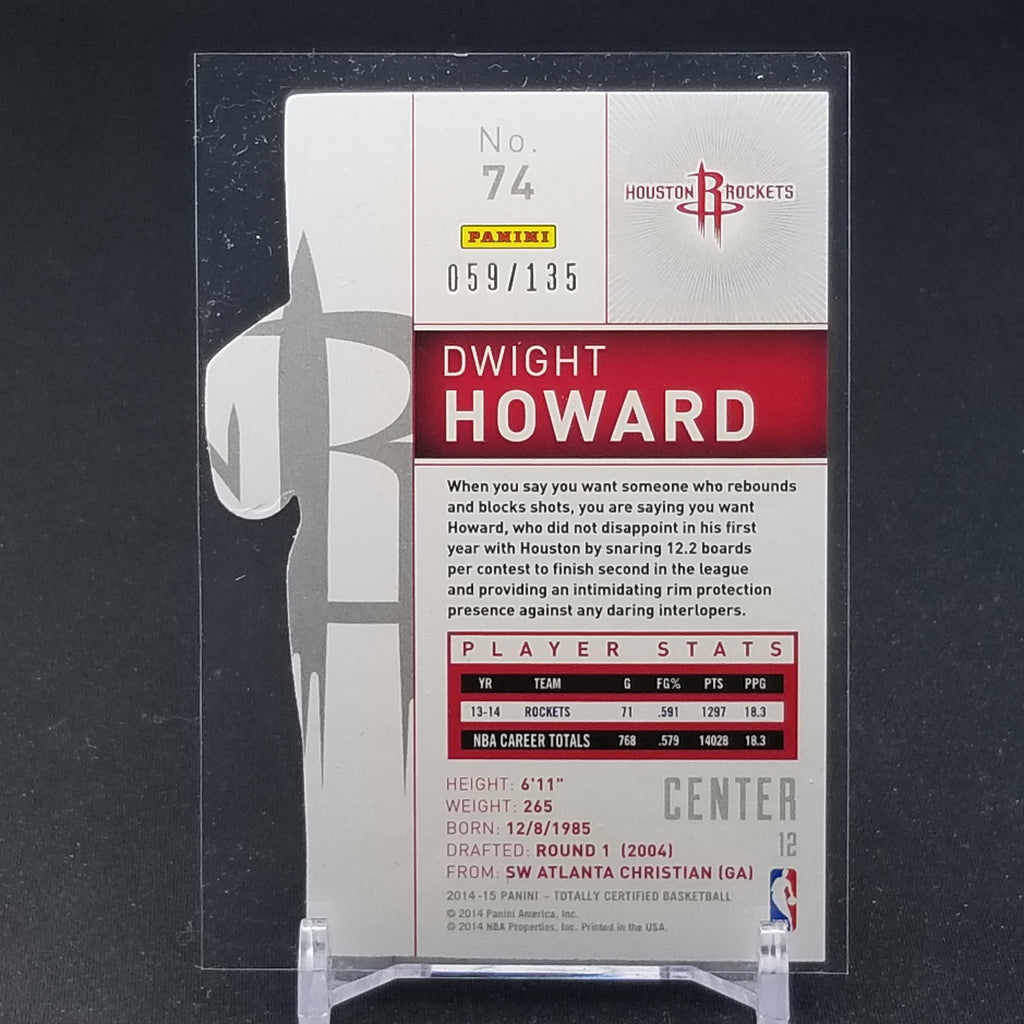 No.
74
PANINI
059/135
HOUSTON ROCKETS
DWIGHT
HOWARD
When you say you want someone who rebounds
and blocks shots, you are saying you want
Howard, who did not disappoint in his first
year with Houston by snaring 12.2 boards
per contest to finish second in the league
and providing an intimidating rim protection
presence against any daring interlopers.
PLAYER STATS
YR TEAM G FG% PTS PPG
13-14 ROCKETS 71 .591 1297 18.3
NBA CAREER TOTALS 768 .579 14028 18.3
HEIGHT: 6'11"
WEIGHT: 265
BORN: 12/8/1985
DRAFTED: ROUND 1 (2004)
FROM: SW ATLANTA CHRISTIAN (GA)
CENTER
12
2014-15 PANINI – TOTALLY CERTIFIED BASKETBALL
© 2014 Panini America, Inc.
© 2014 NBA Properties, Inc. Printed in the USA.